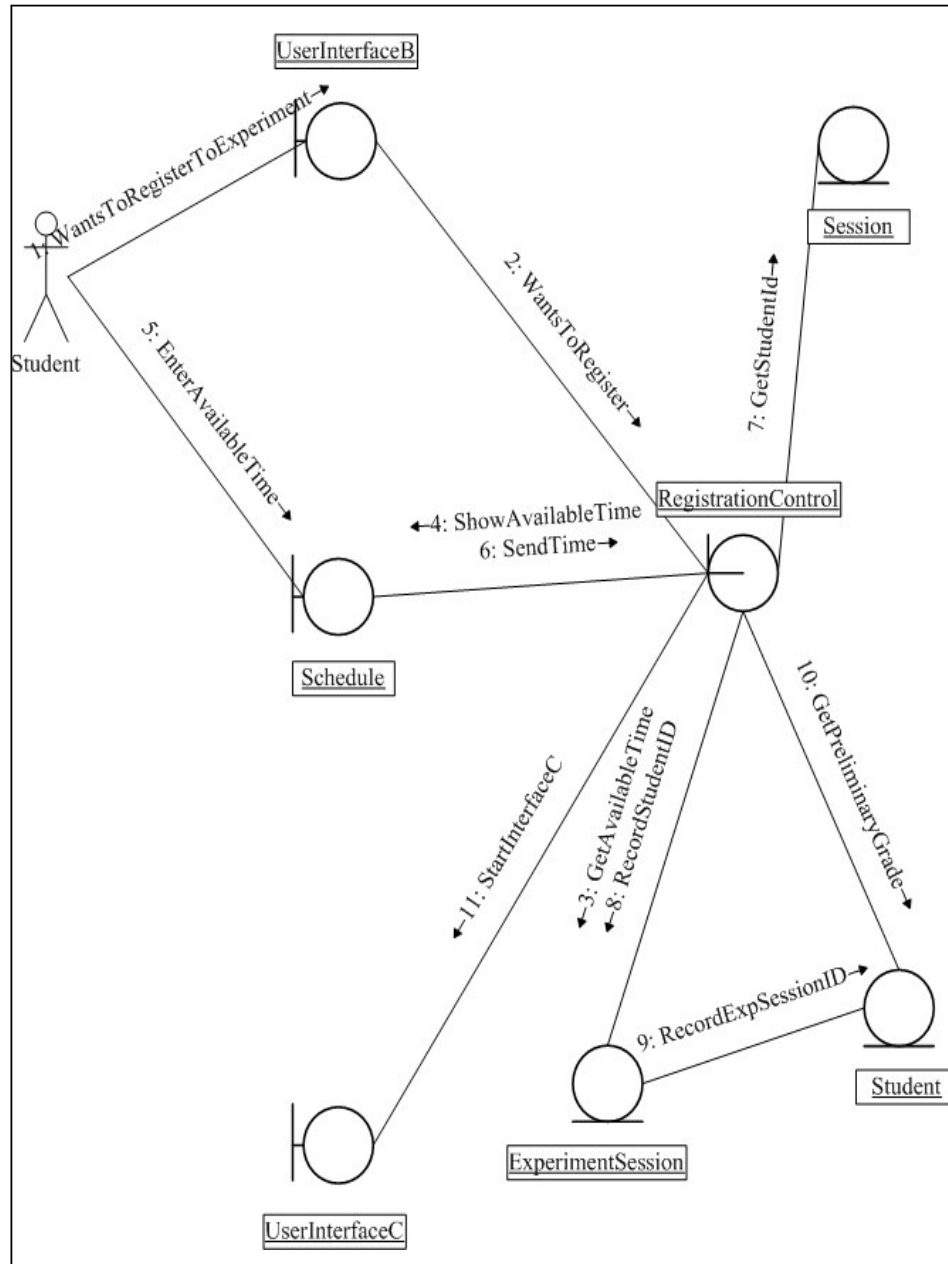 UserInterfaceB
1: WantsToRegisterToExperiment
Session
Student
2: WantsToRegister
7: GetStudentId
5: EnterAvailableTime
RegistrationControl
4: ShowAvailableTime
6: SendTime
Schedule
10: GetPreliminaryGrade
3: GetAvailableTime
8: RecordStudentID
11: StartInterfaceC
9: RecordExpSessionID
Student
ExperimentSession
UserInterfaceC